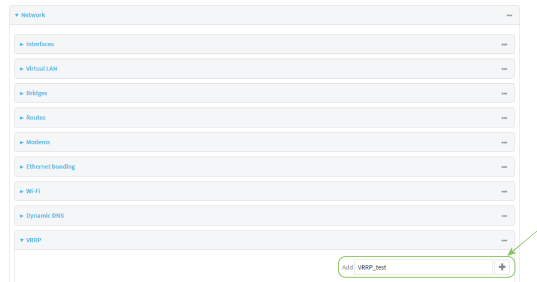 Network
Interfaces
Virtual LAN
Bridges
Routes
Modems
Ethernet bonding
Wi-Fi
Dynamic DNS
VRRP
Add VRRP_test